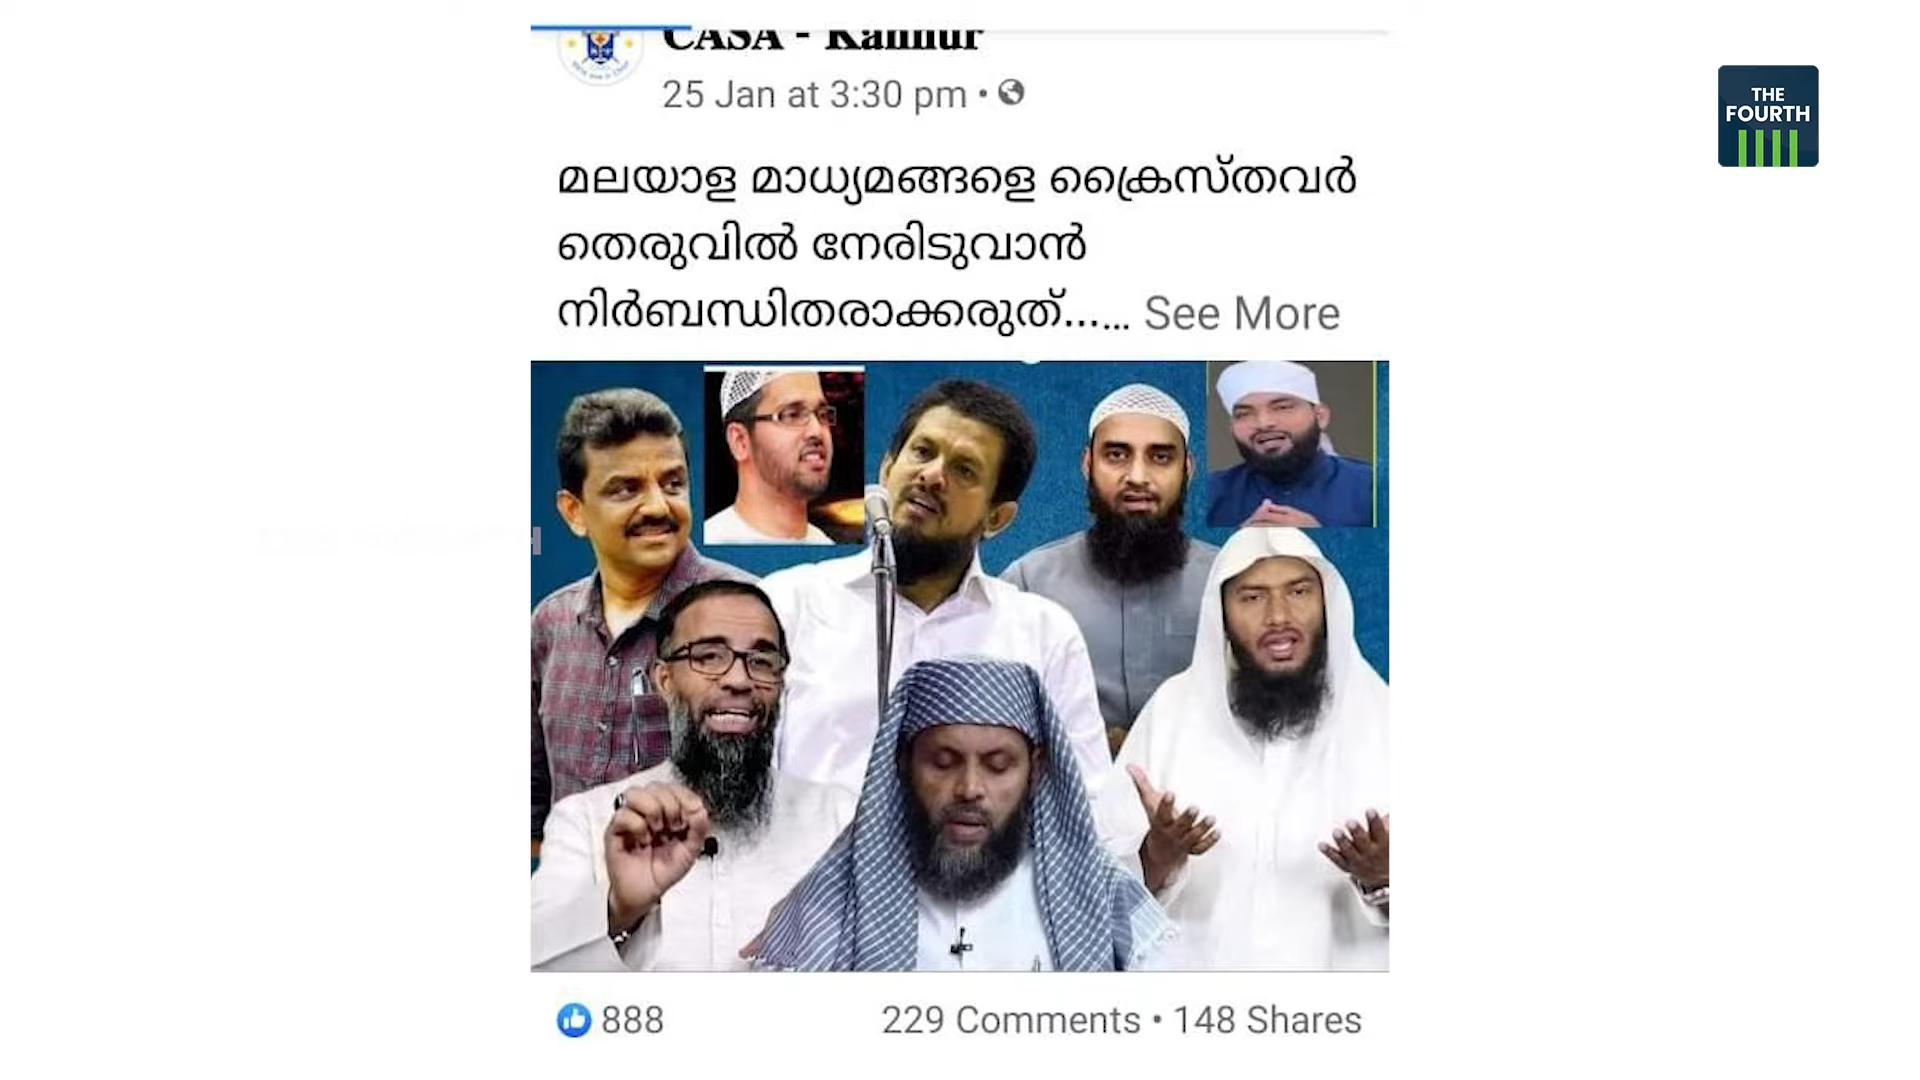 CASA - Kannur
25 Jan at 3:30 pm •
THE
FOURTH
മലയാള മാധ്യമങ്ങളെ ക്രൈസ്തവർ
തെരുവിൽ നേരിടുവാൻ
നിർബന്ധിതരാക്കരുത്...... See More
888
229 Comments • 148 Shares